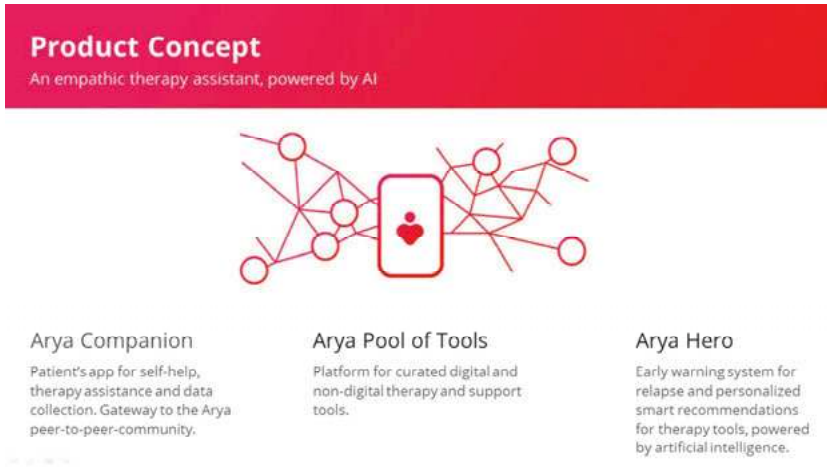 Product Concept
An empathic therapy assistant, powered by AI
Arya Companion
Patient's app for self-help,
therapy assistance and data
collection. Gateway to the Arya
peer-to-peer-community.
Arya Pool of Tools
Platform for curated digital and
non-digital therapy and support
tools.
Arya Hero
Early warning system for
relapse and personalized
smart recommendations
for therapy tools, powered
by artificial intelligence.